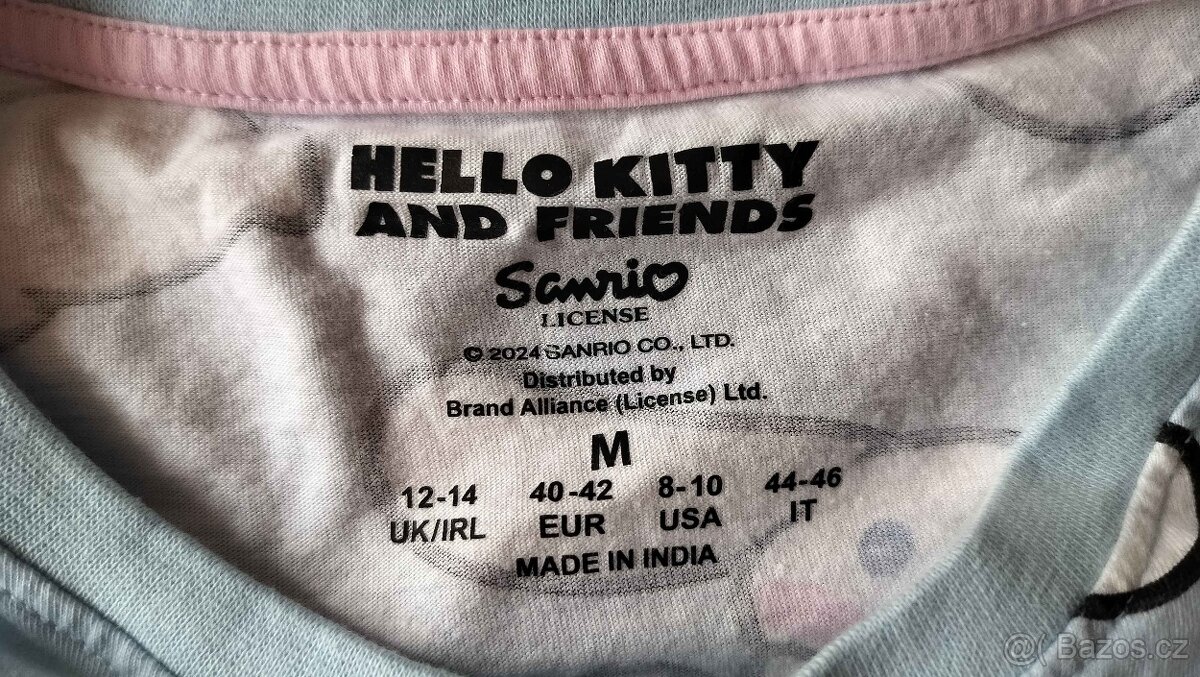 HELLO KITTY
AND FRIENDS
Sanrio
LICENSE
© 2024 SANRIO CO., LTD.
Distributed by
Brand Alliance (License) Ltd.
M
12-14 40-42 8-10 44-46
UK/IRL EUR USA IT
MADE IN INDIA
@( Bazos.cz